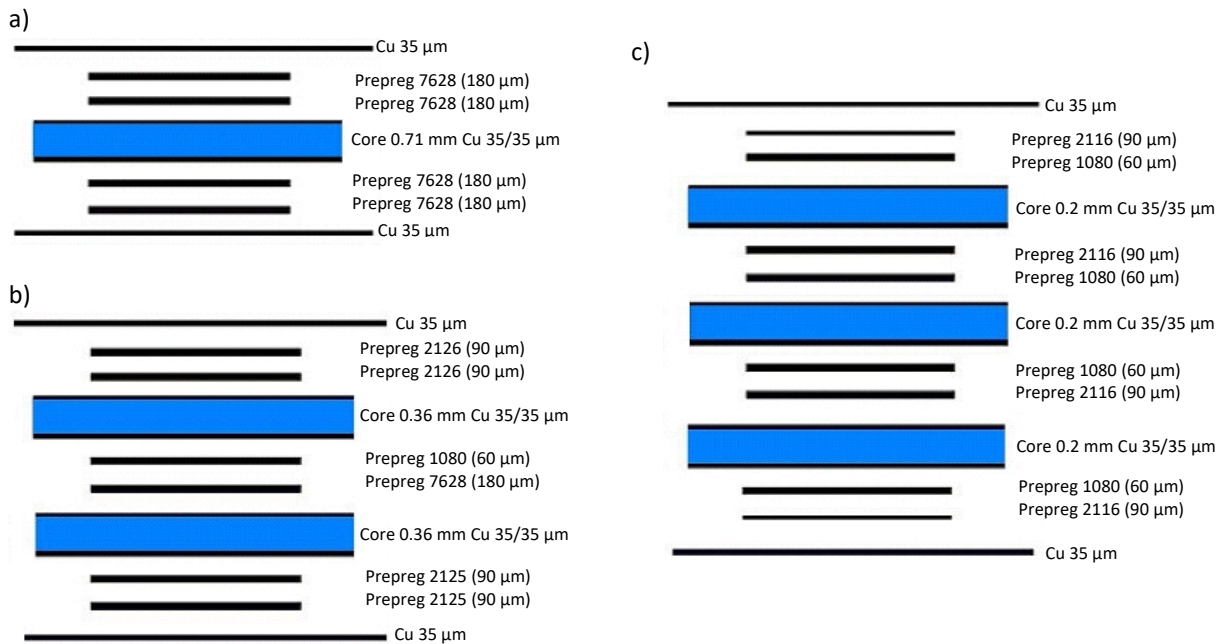 a)
Cu 35 µm
Prepreg 7628 (180 µm)
Prepreg 7628 (180 µm)
Core 0.71 mm Cu 35/35 µm
Prepreg 7628 (180 µm)
Prepreg 7628 (180 µm)
Cu 35 µm
b)
Cu 35 µm
Prepreg 2126 (90 µm)
Prepreg 2126 (90 µm)
Core 0.36 mm Cu 35/35 µm
Prepreg 1080 (60 µm)
Prepreg 7628 (180 µm)
Core 0.36 mm Cu 35/35 µm
Prepreg 2125 (90 µm)
Prepreg 2125 (90 µm)
Cu 35 µm
c)
Cu 35 µm
Prepreg 2116 (90 µm)
Prepreg 1080 (60 µm)
Core 0.2 mm Cu 35/35 µm
Prepreg 2116 (90 µm)
Prepreg 1080 (60 µm)
Core 0.2 mm Cu 35/35 µm
Prepreg 1080 (60 µm)
Prepreg 2116 (90 µm)
Core 0.2 mm Cu 35/35 µm
Prepreg 1080 (60 µm)
Prepreg 2116 (90 µm)
Cu 35 µm